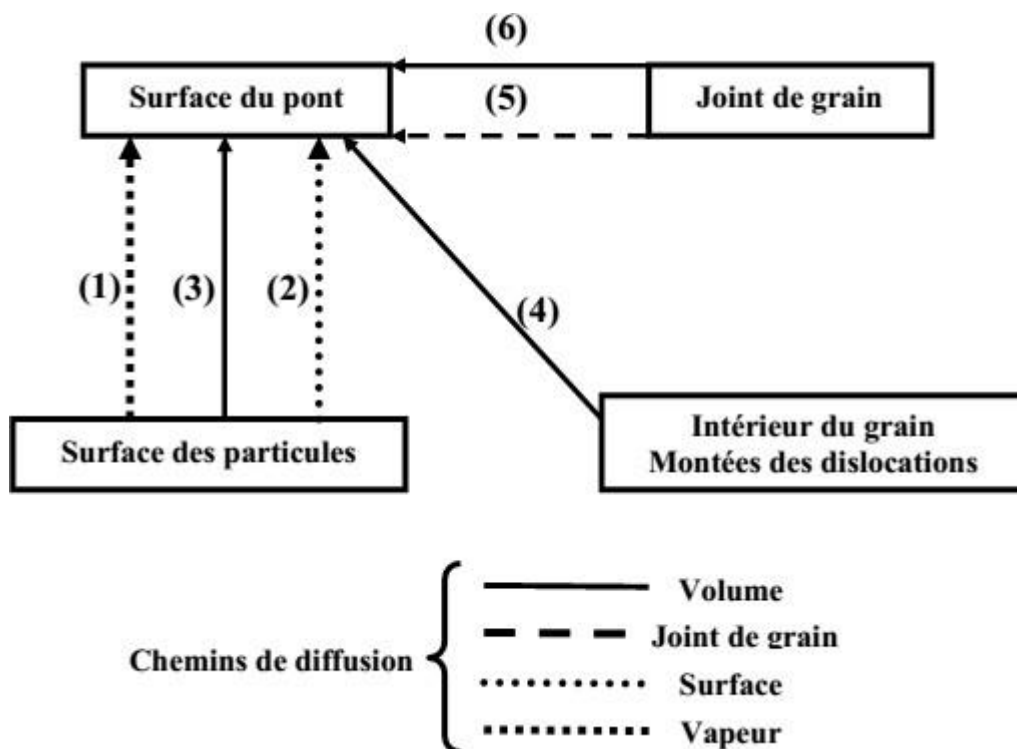 (6)
Surface du pont
(5)
Joint de grain
(1)
(3)
(2)
(4)
Surface des particules
Intérieur du grain
Montées des dislocations
Chemins de diffusion
Volume
Joint de grain
Surface
Vapeur